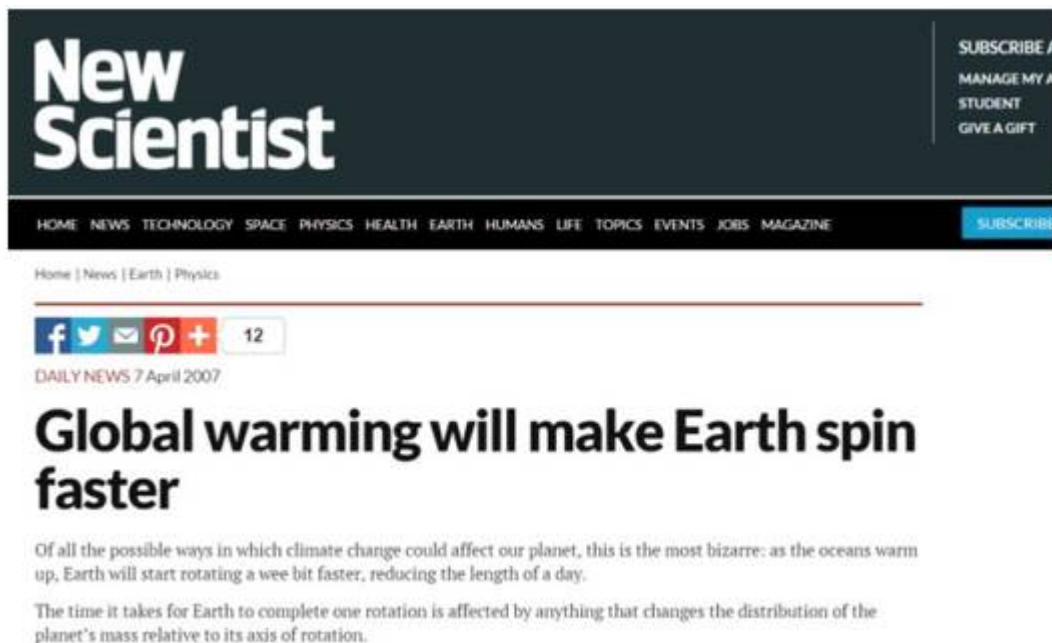 New
Scientist
SUBSCRIBE A
MANAGE MY A
STUDENT
GIVE A GIFT
HOME NEWS TECHNOLOGY SPACE PHYSICS HEALTH EARTH HUMANS LIFE TOPICS EVENTS JOBS MAGAZINE
SUBSCRIBE
Home | News | Earth | Physics
12
DAILY NEWS 7 April 2007
Global warming will make Earth spin
faster
Of all the possible ways in which climate change could affect our planet, this is the most bizarre: as the oceans warm
up, Earth will start rotating a wee bit faster, reducing the length of a day.
The time it takes for Earth to complete one rotation is affected by anything that changes the distribution of the
planet's mass relative to its axis of rotation.